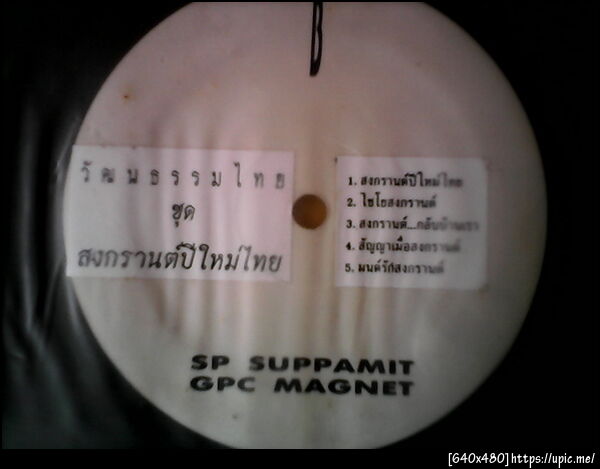 B
วัฒนธรรมไทย
ชุด
สงกรานต์ปีใหม่ไทย
1. สงกรานต์ปีใหม่ไทย
2. ไชโยสงกรานต์
3. สงกรานต์...กลับบ้านเรา
4. สัญญาเมื่อสงกรานต์
5. มนต์รักสงกรานต์
SP SUPPAMIT
GPC MAGNET
[640x480]https://upic.me/